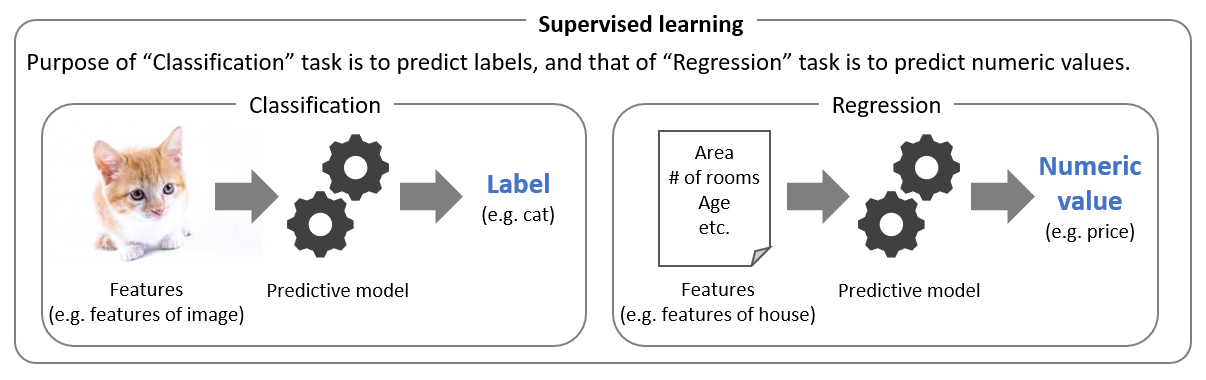 Supervised learning
Purpose of “Classification” task is to predict labels, and that of “Regression” task is to predict numeric values.
Classification
Label
(e.g. cat)
Features
(e.g. features of image)
Predictive model
Regression
Area
# of rooms
Age
etc.
Numeric
value
(e.g. price)
Features
(e.g. features of house)
Predictive model